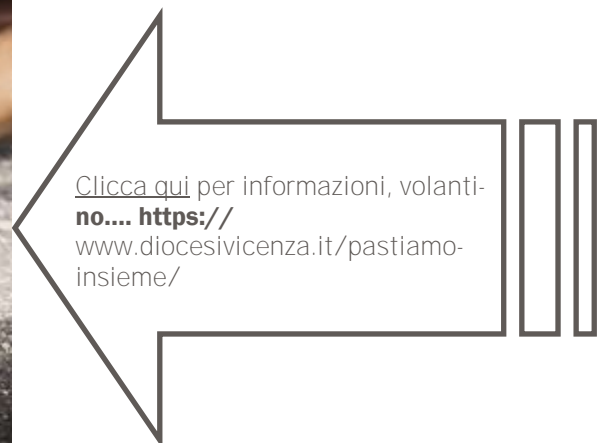 Clicca qui per informazioni, volanti-
no.... https://
www.diocesivicenza.it/pastiamo-
insieme/